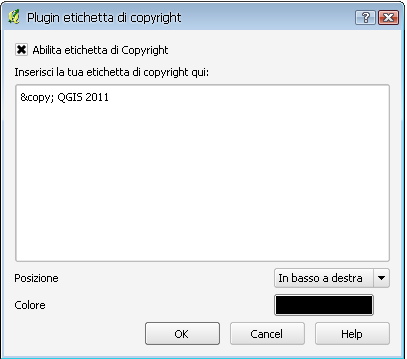 Plugin etichetta di copyright
Abilita etichetta di Copyright
Inserisci la tua etichetta di copyright qui:
&copy; QGIS 2011
Posizione
In basso a destra
Colore
OK
Cancel
Help